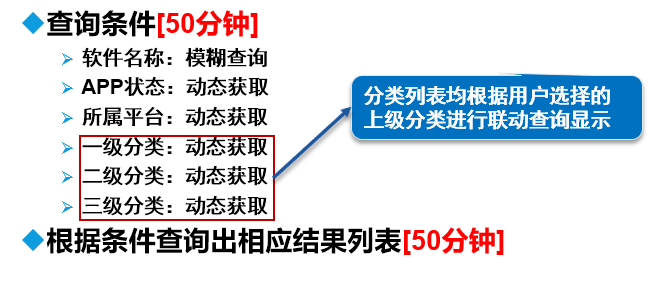 查询条件[50分钟]
软件名称：模糊查询
APP状态：动态获取
所属平台：动态获取
一级分类：动态获取
二级分类：动态获取
三级分类：动态获取
分类列表均根据用户选择的
上级分类进行联动查询显示
根据条件查询出相应结果列表[50分钟]